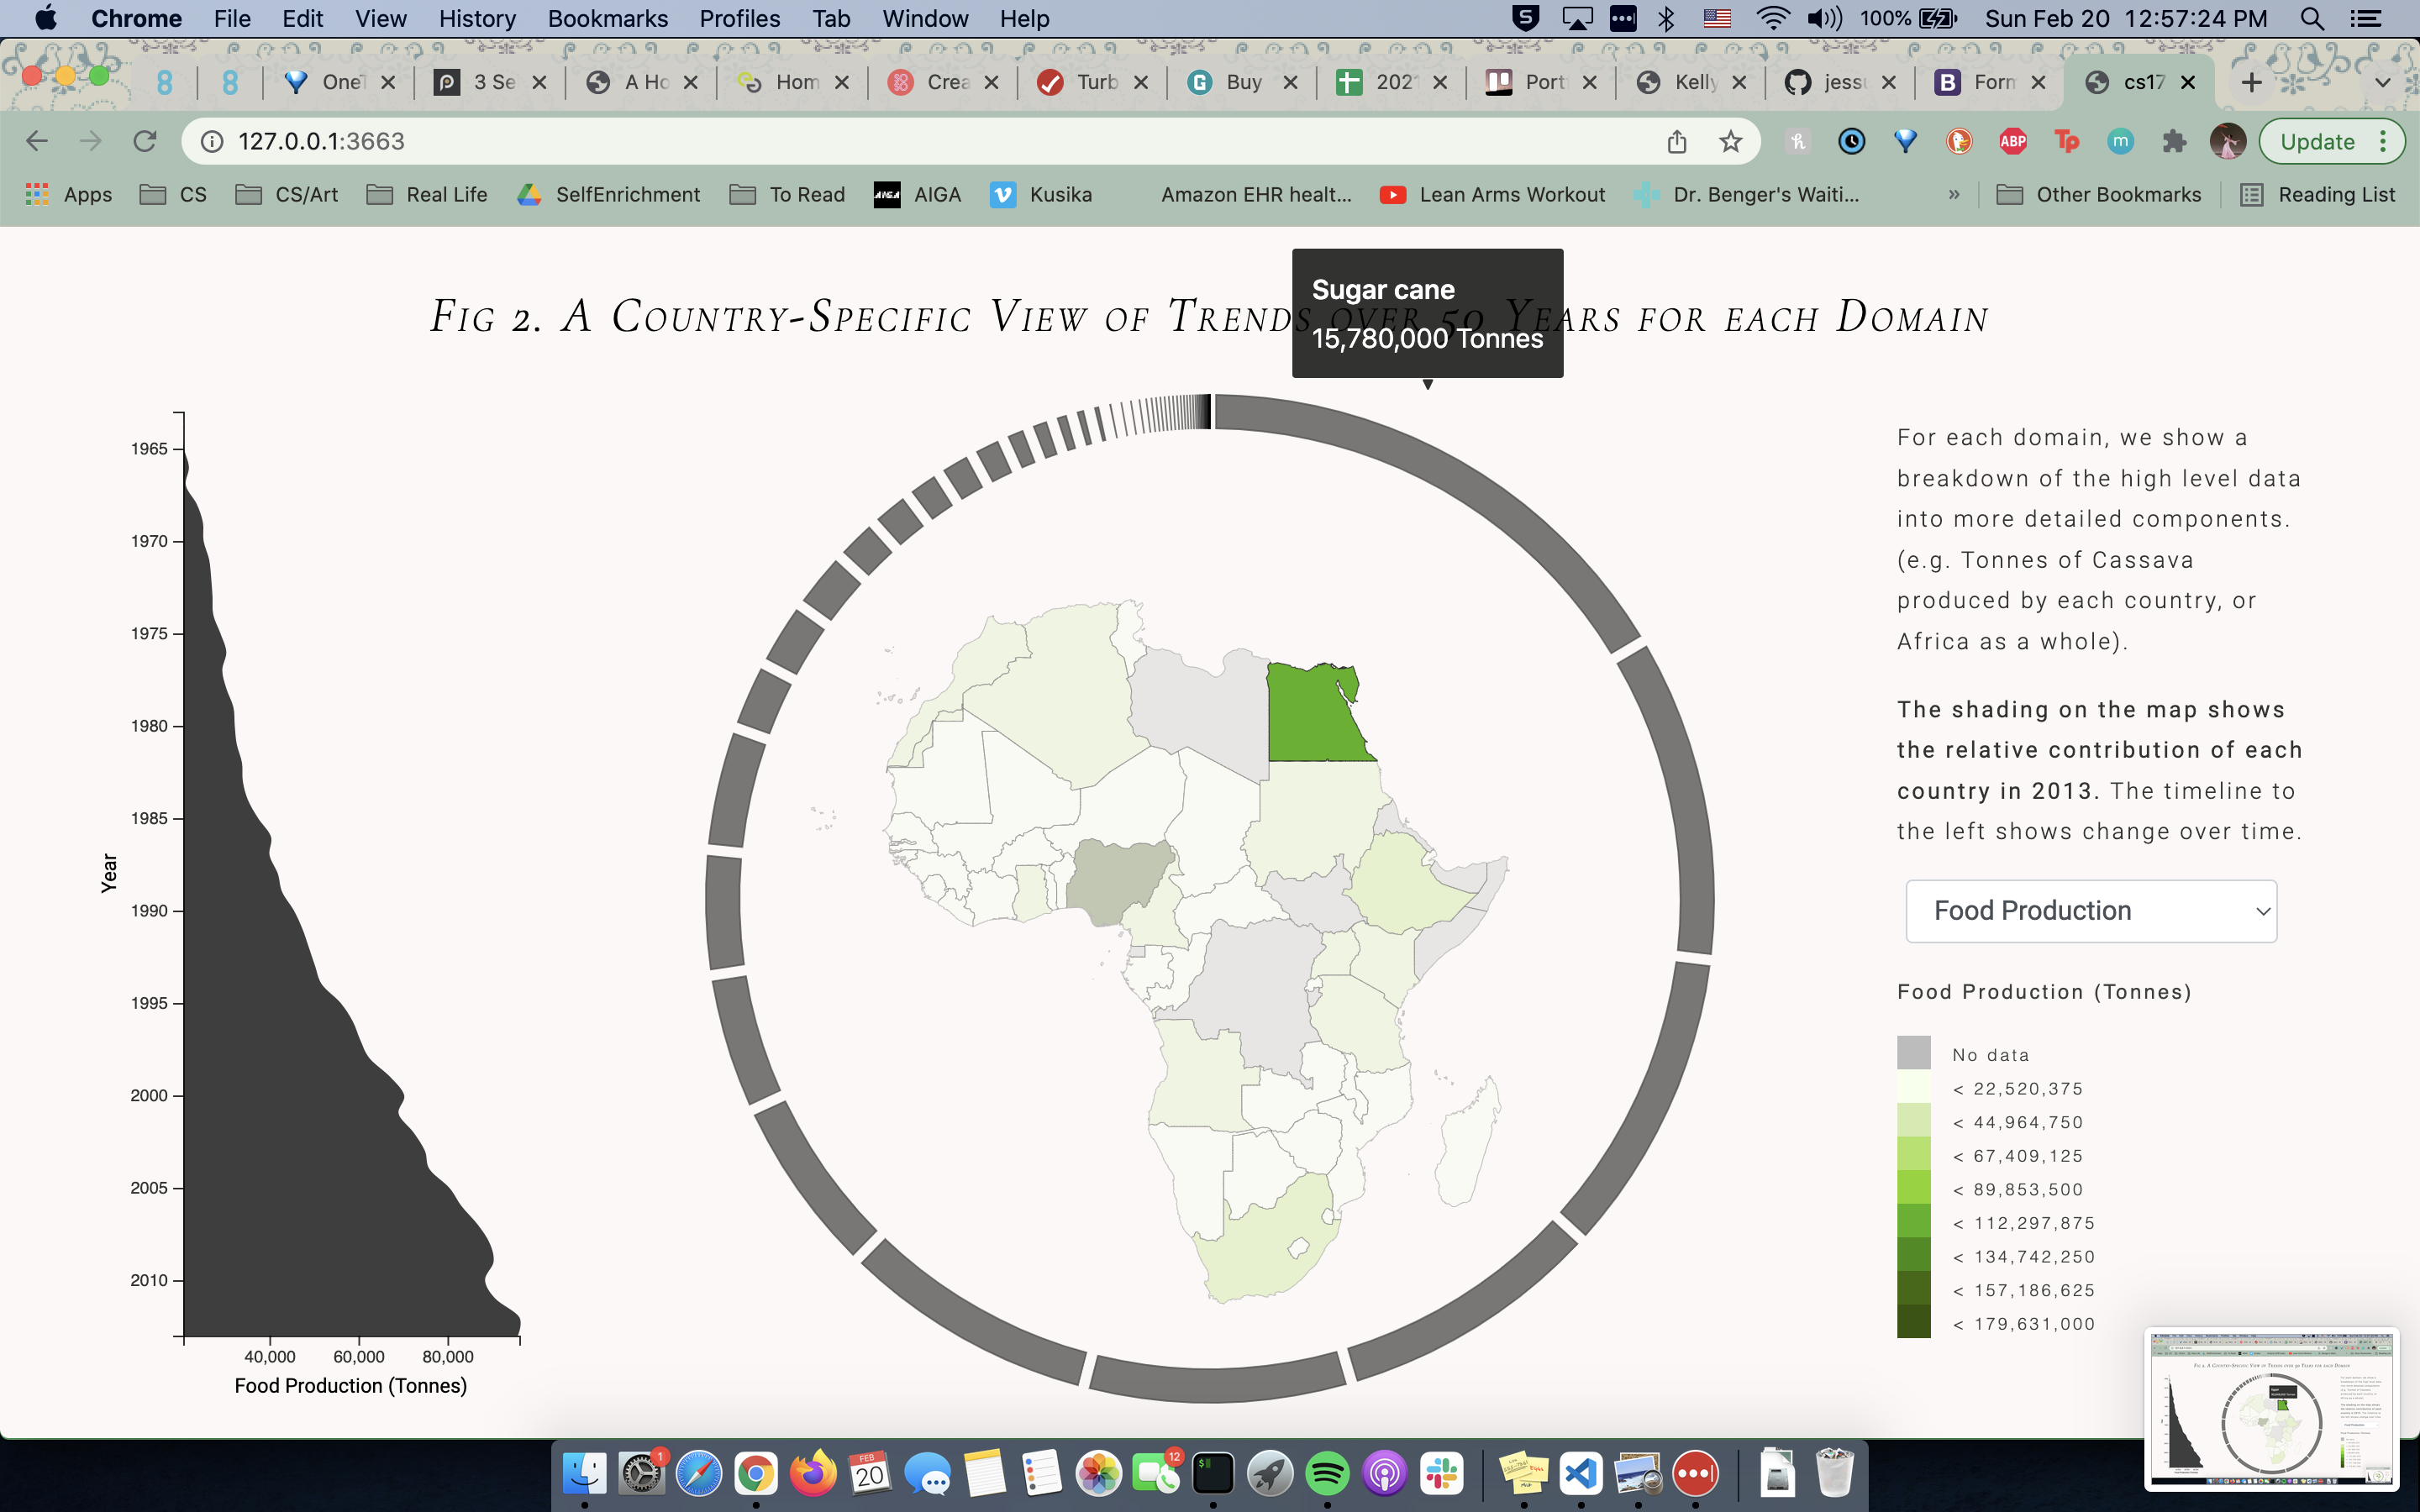 Chrome File Edit View History Bookmarks Profiles Tab Window Help 100% Sun Feb 20 12:57:24 PM
8 8 OneT 3 Se A Ho Hom Crea Turb Buy 2021 Port Kelly jess Form cs17
127.0.0.1:3663 ABP Tp m Update
Apps CS CS/Art Real Life SelfEnrichment To Read AIGA AIGA Kusika Amazon EHR healt... Lean Arms Workout Dr. Benger's Waiti... » Other Bookmarks Reading List
Fig 2. A Country-Specific View of Trends over 50 Years for each Domain
Sugar cane
15,780,000 Tonnes
1965
1970
1975
1980
1985
1990
1995
2000
2005
2010
Year
40,000 60,000 80,000
Food Production (Tonnes)
For each domain, we show a
breakdown of the high level data
into more detailed components.
(e.g. Tonnes of Cassava
produced by each country, or
Africa as a whole).
The shading on the map shows
the relative contribution of each
country in 2013. The timeline to
the left shows change over time.
Food Production
Food Production (Tonnes)
No data
< 22,520,375
< 44,964,750
< 67,409,125
< 89,853,500
< 112,297,875
< 134,742,250
< 157,186,625
< 179,631,000
1 FEB 20 12